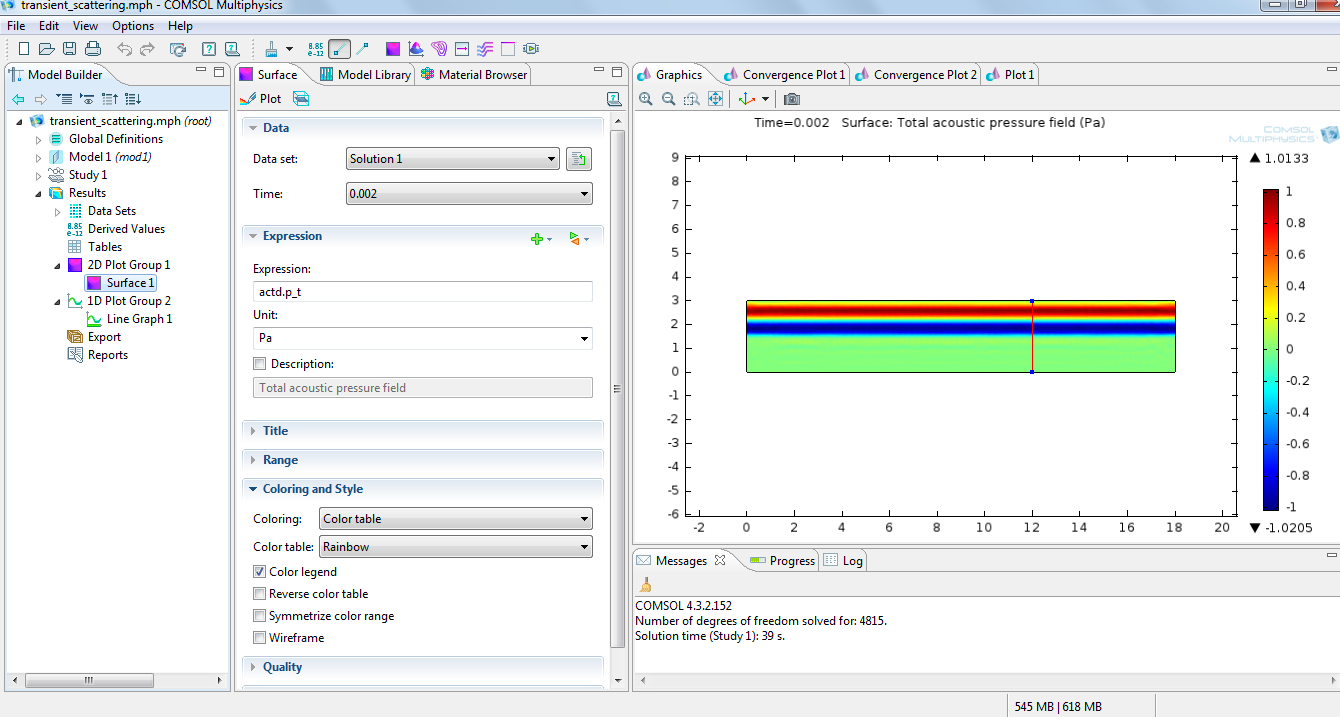 transient_scattering.mph - COMSOL Multiphysics
File Edit View Options Help
8.85
e-12
Model Builder
transient_scattering.mph (root)
Global Definitions
Model 1 (mod1)
Study 1
Results
Data Sets
8.85
e-12
Derived Values
Tables
2D Plot Group 1
Surface 1
1D Plot Group 2
Line Graph 1
Export
Reports
Surface Model Library Material Browser
Plot
Data
Data set: Solution 1
Time: 0.002
Expression
Expression:
actd.p_t
Unit:
Pa
Description:
Total acoustic pressure field
Title
Range
Coloring and Style
Coloring: Color table
Color table: Rainbow
Color legend
Reverse color table
Symmetrize color range
Wireframe
Quality
Graphics Convergence Plot 1 Convergence Plot 2 Plot 1
Time=0.002 Surface: Total acoustic pressure field (Pa)
COMSOL
MULTIPHYSICS
▲ 1.0133
9
8
7
6
5
4
3
2
1
0
-1
-2
-3
-4
-5
-6
-2 0 2 4 6 8 10 12 14 16 18 20
1
0.8
0.6
0.4
0.2
0
-0.2
-0.4
-0.6
-0.8
-1
▼ -1.0205
Messages Progress Log
COMSOL 4.3.2.152
Number of degrees of freedom solved for: 4815.
Solution time (Study 1): 39 s.
545 MB | 618 MB